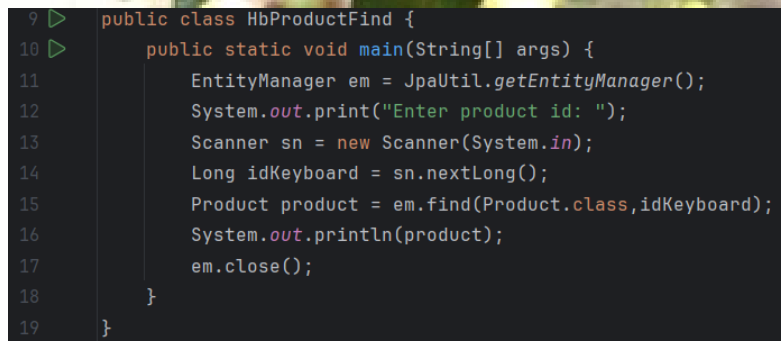 9 public class HbProductFind {
10 public static void main(String[] args) {
11 EntityManager em = JpaUtil.getEntityManager();
12 System.out.print("Enter product id: ");
13 Scanner sn = new Scanner(System.in);
14 Long idKeyboard = sn.nextLong();
15 Product product = em.find(Product.class,idKeyboard);
16 System.out.println(product);
17 em.close();
18 }
19 }